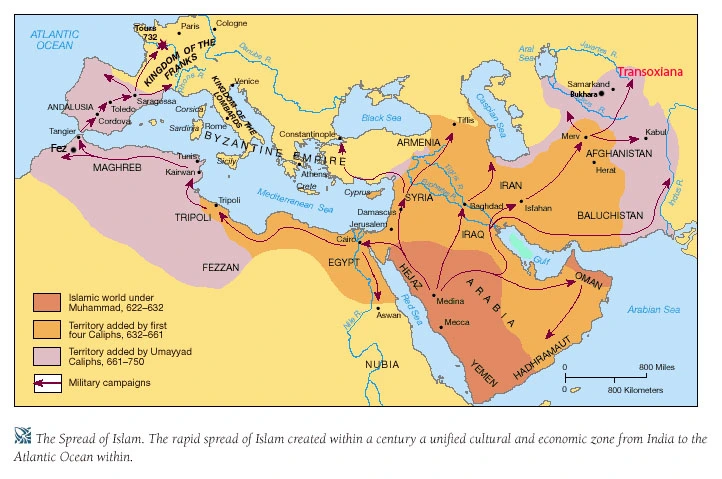 ATLANTIC
OCEAN
Tours
732
Paris
Cologne
KINGDOM OF THE
FRANKS
Danube R.
Rhone R.
Venice
KINGDOM OF THE
LOMBARDS
Aral
Sea
Jaxartes R.
Transoxiana
Samarkand
Bukhara
Oxus R.
ANDALUSIA
Saragossa
Toledo
Cordova
Corsica
Sardinia
Rome
Tangier
Fez
MAGHREB
Tunis
Kairwan
Sicily
BYZANTINE EMPIRE
Constantinople
Athens
Crete
Cyprus
Black Sea
Caspian Sea
Tiflis
ARMENIA
Merv
Kabul
AFGHANISTAN
Herat
Mediterranean Sea
TRIPOLI
Tripoli
SYRIA
Tigris R.
Euphrates R.
Damascus
Jerusalem
Baghdad
IRAN
Isfahan
IRAQ
BALUCHISTAN
Indus R.
Cairo
EGYPT
FEZZAN
Gulf
OMAN
HEJAZ
ARABIA
Medina
Mecca
Red Sea
Arabian Sea
Nile R.
Aswan
NUBIA
YEMEN
HADHRAMAUT
Islamic world under
Muhammad, 622–632
Territory added by first
four Caliphs, 632–661
Territory added by Umayyad
Caliphs, 661–750
Military campaigns
0 800 Miles
0 800 Kilometers
The Spread of Islam. The rapid spread of Islam created within a century a unified cultural and economic zone from India to the
Atlantic Ocean within.